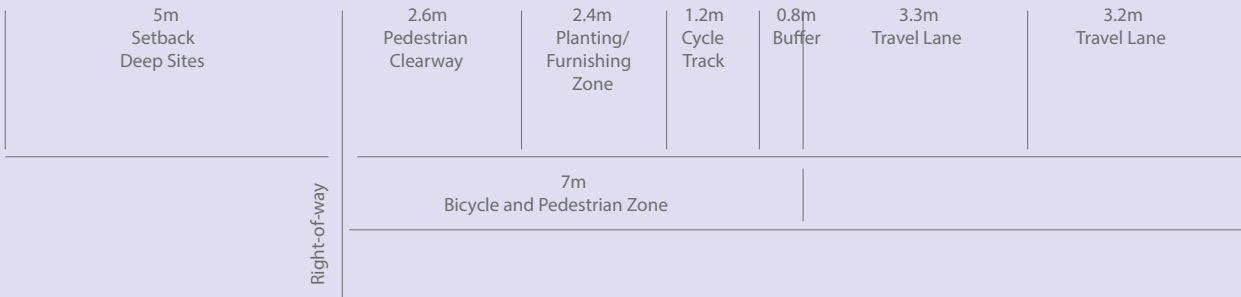 5m
Setback
Deep Sites
2.6m
Pedestrian
Clearway
2.4m
Planting/
Furnishing
Zone
1.2m
Cycle
Track
0.8m
Buffer
3.3m
Travel Lane
3.2m
Travel Lane
7m
Bicycle and Pedestrian Zone
Right-of-way